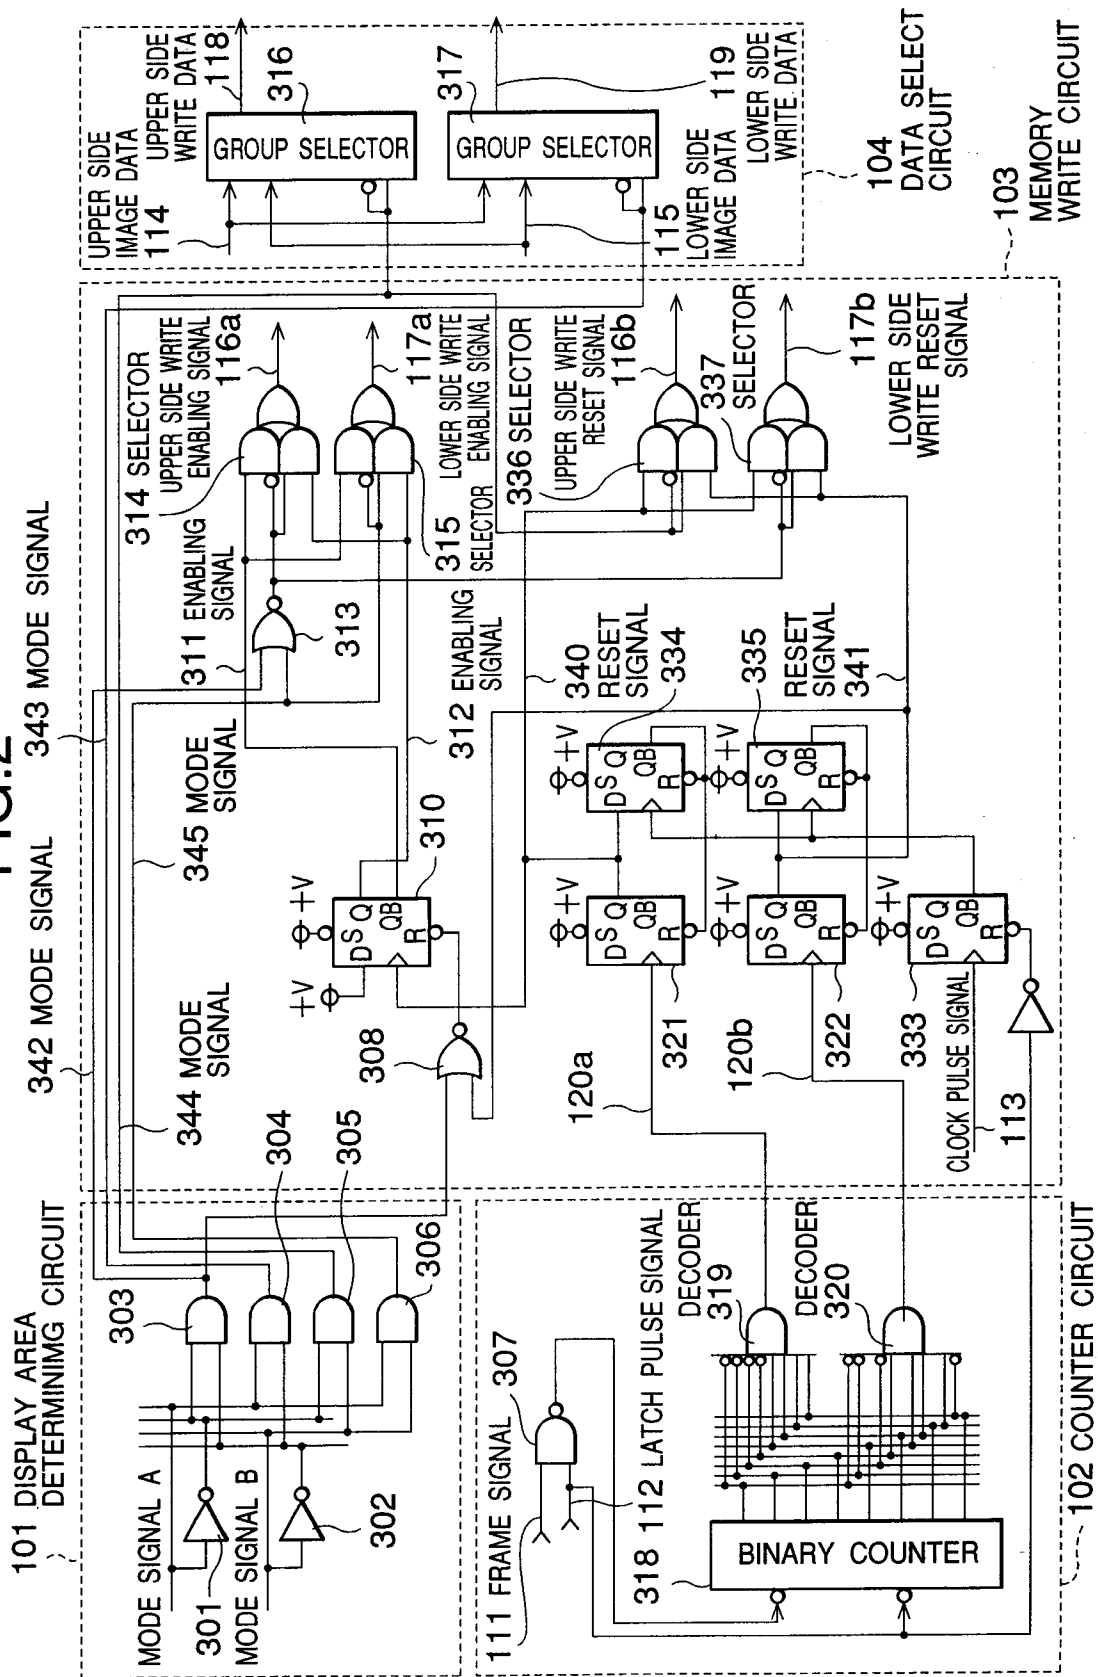 FIG.2
101 DISPLAY AREA
DETERMINIMG CIRCUIT
MODE SIGNAL A
301
MODE SIGNAL B
302
303
304
305
306
342 MODE SIGNAL
343 MODE SIGNAL
344 MODE SIGNAL
345 MODE SIGNAL
308
+V
+V
D
S
Q
QB
R
310
311 ENABLING
SIGNAL
312 ENABLING
SIGNAL
313
314 SELECTOR
UPPER SIDE WRITE
ENABLING SIGNAL
116a
117a
LOWER SIDE WRITE
ENABLING SIGNAL
315
SELECTOR
336 SELECTOR
UPPER SIDE WRITE
RESET SIGNAL
116b
337
SELECTOR
117b
LOWER SIDE
WRITE RESET
SIGNAL
UPPER SIDE
IMAGE DATA
114
UPPER SIDE
WRITE DATA
118
316
GROUP SELECTOR
317
GROUP SELECTOR
115
LOWER SIDE
IMAGE DATA
119
LOWER SIDE
WRITE DATA
104
DATA SELECT
CIRCUIT
103
MEMORY
WRITE CIRCUIT
111 FRAME SIGNAL
307
112 LATCH PULSE SIGNAL
318
BINARY COUNTER
DECODER
319
DECODER
320
102 COUNTER CIRCUIT
120a
120b
+V
D
S
Q
QB
R
321
+V
D
S
Q
QB
R
322
+V
D
S
Q
QB
R
333
CLOCK PULSE SIGNAL
113
+V
D
S
Q
QB
R
340
RESET
SIGNAL
334
+V
D
S
Q
QB
R
335
RESET
SIGNAL
341